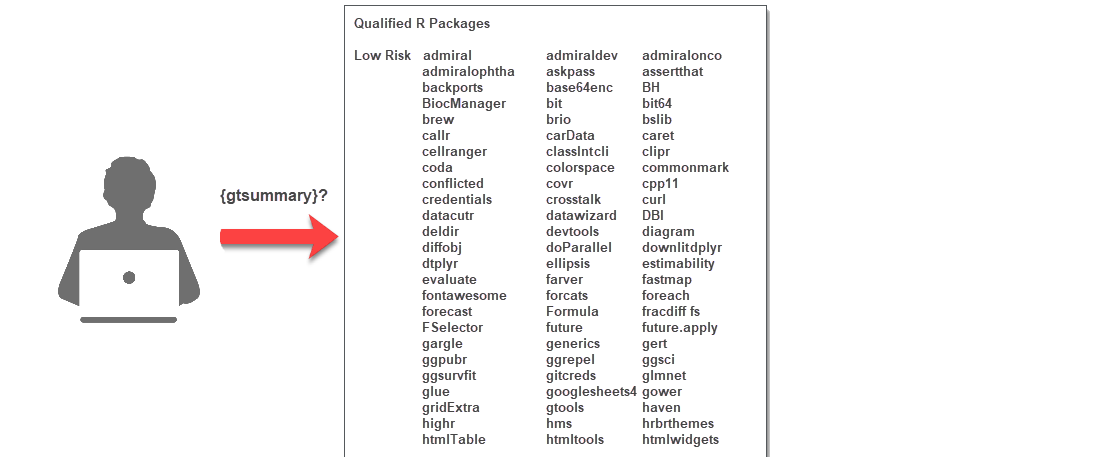 Qualified R Packages
Low Risk admiral admiraldev admiralonco
admiralophtha askpass assertthat
backports base64enc BH
BiocManager bit bit64
brew brio bslib
callr carData caret
cellranger classIntcli clipr
coda colorspace commonmark
conflicted covr cpp11
{gtsummary}?
credentials crosstalk curl
datacutr datawizard DBI
deldir devtools diagram
diffobj doParallel downlitdplyr
dtplyr ellipsis estimability
evaluate farver fastmap
fontawesome forcats foreach
forecast Formula fracdiff fs
FSelector future future.apply
gargle generics gert
ggpubr ggrepel ggsci
ggsurvfit gitcreds glmnet
glue googlesheets4 gower
gridExtra gtools haven
highr hms hrbrthemes
htmlTable htmltools htmlwidgets